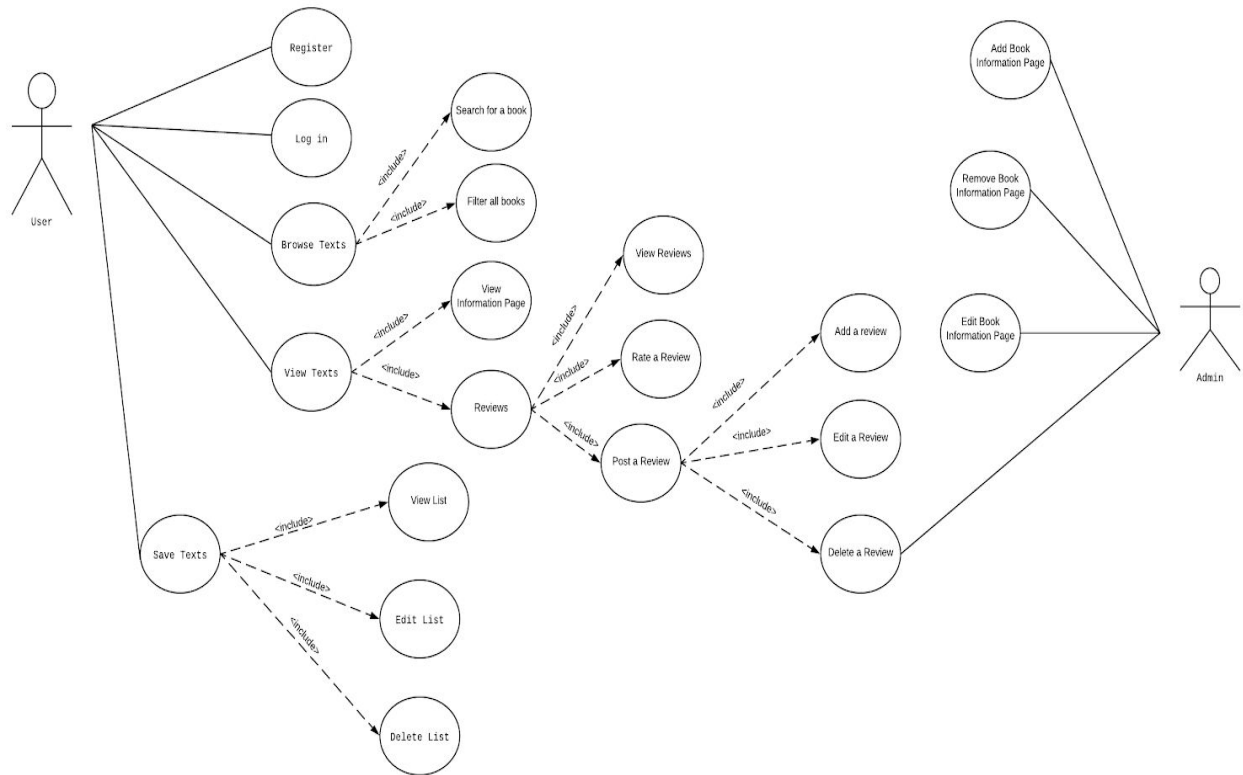 Register
Add Book
Information Page
Search for a book
Log in
<include>
Remove Book
Information Page
Filter all books
<include>
User
Browse Texts
View Reviews
View
Information Page
<include>
<include>
Add a review
Edit Book
Information Page
Rate a Review
<include>
View Texts
<include>
Admin
<include>
Reviews
<include>
<include>
Edit a Review
Post a Review
View List
<include>
<include>
Save Texts
Delete a Review
<include>
Edit List
<include>
Delete List